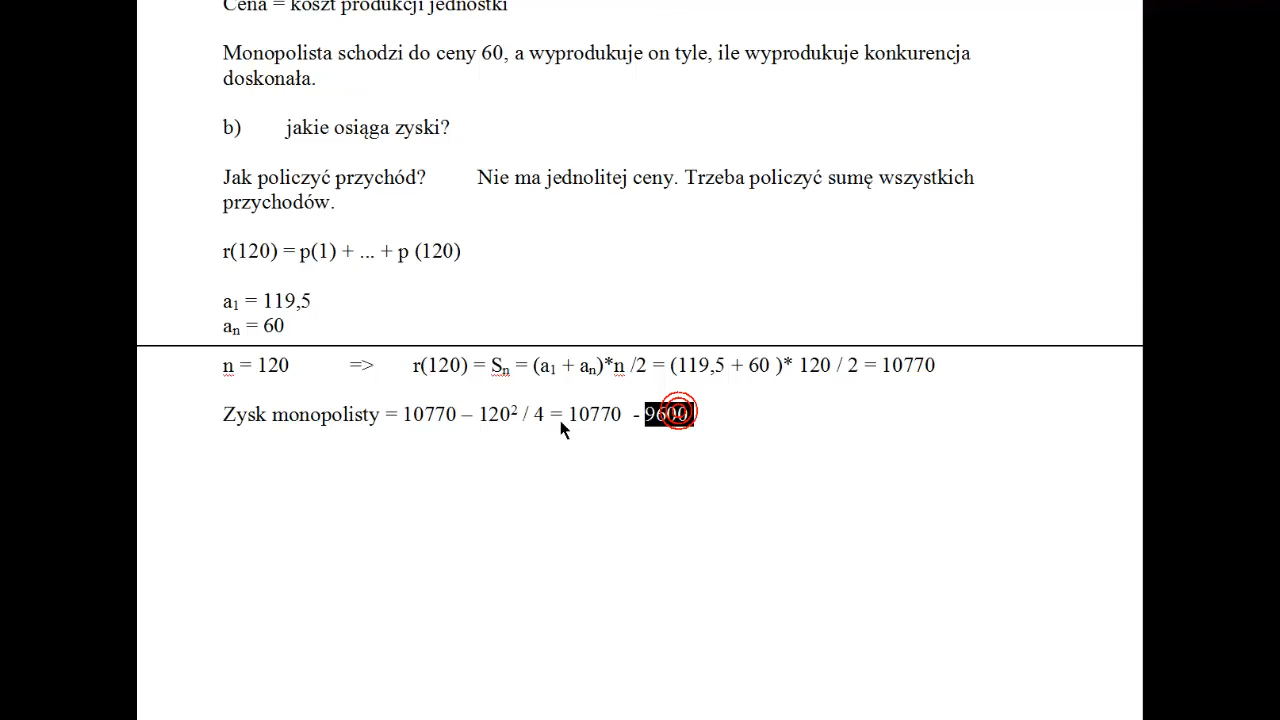 Cena = koszt produkcji jednostki
Monopolista schodzi do ceny 60, a wyprodukuje on tyle, ile wyprodukuje konkurencja
doskonała.
b) jakie osiąga zyski?
Jak policzyć przychód? Nie ma jednolitej ceny. Trzeba policzyć sumę wszystkich
przychodów.
r(120) = p(1) + ... + p (120)
a₁ = 119,5
aₙ = 60
n = 120 => r(120) = Sₙ = (a₁ + aₙ)*n /2 = (119,5 + 60 )* 120 / 2 = 10770
Zysk monopolisty = 10770 – 120² / 4 = 10770 - 9600